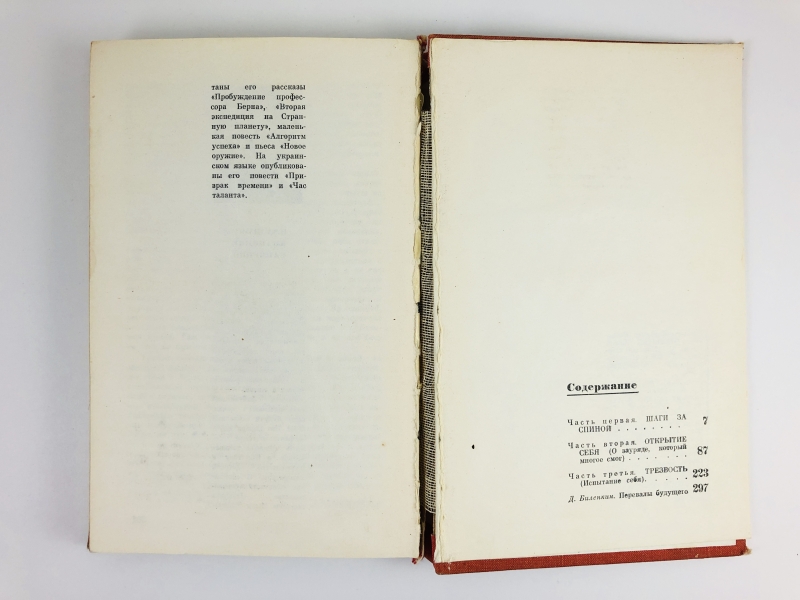 таны его рассказы
«Пробуждение профес-
сора Берна», «Вторая
экспедиция на Стран-
ную планету», малень-
кая повесть «Алгоритм
успеха» и пьеса «Новое
оружие». На украин-
ском языке опубликова-
ны его повести «При-
зрак времени» и «Час
таланта».
Содержание
Часть первая. ШАГИ ЗА
СПИНОЙ . . . . . . . . 7
Часть вторая. ОТКРЫТИЕ
СЕБЯ (О зауряде, который
многое смог) . . . . . . . 87
Часть третья. ТРЕЗВОСТЬ
(Испытание себя). . . . . . 223
Д. Биленкин. Перевалы будущего 297